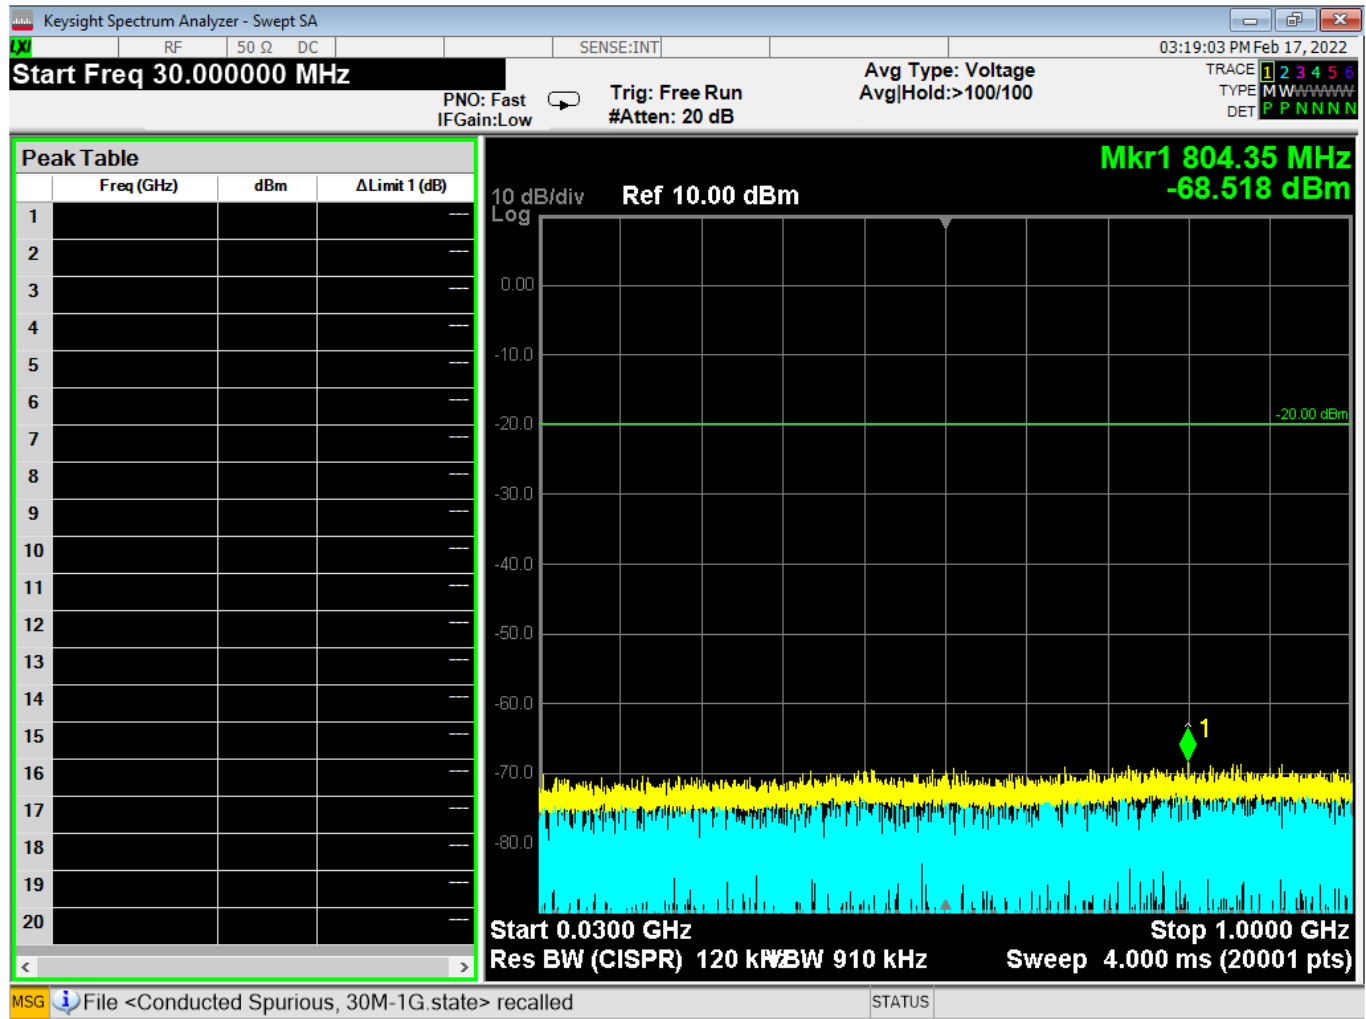 Keysight Spectrum Analyzer - Swept SA
LXI RF 50 Ω DC SENSE:INT 03:19:03 PM Feb 17, 2022
Start Freq 30.000000 MHz
PNO: Fast
IFGain:Low
Trig: Free Run
#Atten: 20 dB
Avg Type: Voltage
Avg|Hold:>100/100
TRACE 1 2 3 4 5 6
TYPE M W W W W W
DET P P N N N N
Peak Table
Freq (GHz) dBm ΔLimit 1 (dB)
1 ---
2 ---
3 ---
4 ---
5 ---
6 ---
7 ---
8 ---
9 ---
10 ---
11 ---
12 ---
13 ---
14 ---
15 ---
16 ---
17 ---
18 ---
19 ---
20 ---
Mkr1 804.35 MHz
-68.518 dBm
10 dB/div Ref 10.00 dBm
Log
0.00
-10.0
-20.00 dBm
-20.0
-30.0
-40.0
-50.0
-60.0
1
-70.0
-80.0
Start 0.0300 GHz Stop 1.0000 GHz
Res BW (CISPR) 120 kHz VBW 910 kHz Sweep 4.000 ms (20001 pts)
MSG File <Conducted Spurious, 30M-1G.state> recalled STATUS